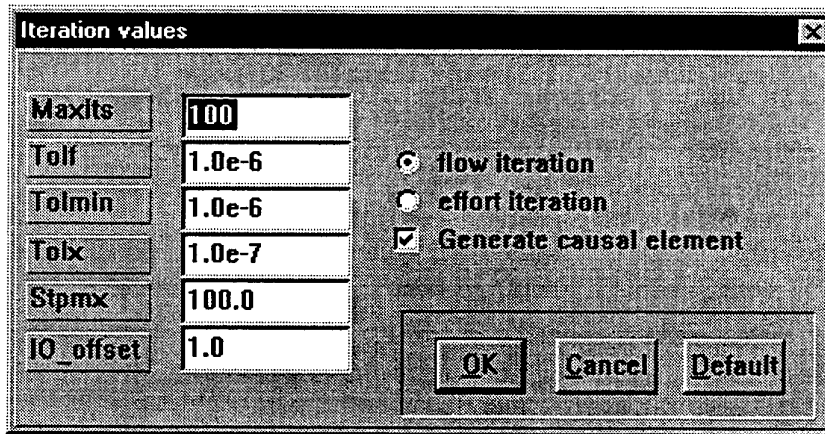 Iteration values
MaxIts 100
Tolf 1.0e-6
Tolmin 1.0e-6
Tolx 1.0e-7
Stpmx 100.0
IO_offset 1.0
flow iteration
effort iteration
Generate causal element
OK Cancel Default